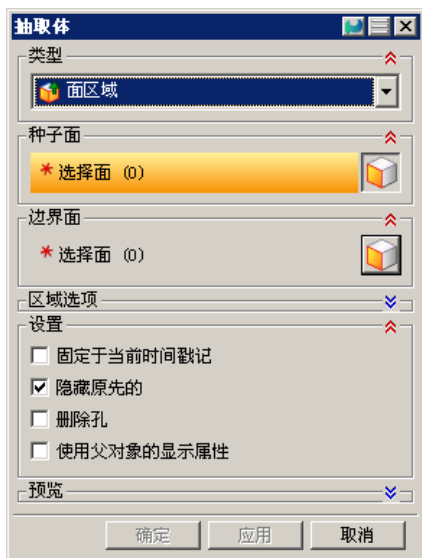 抽取体
类型
面区域
种子面
* 选择面 (0)
边界面
* 选择面 (0)
区域选项
设置
固定于当前时间戳记
隐藏原先的
删除孔
使用父对象的显示属性
预览
确定 应用 取消